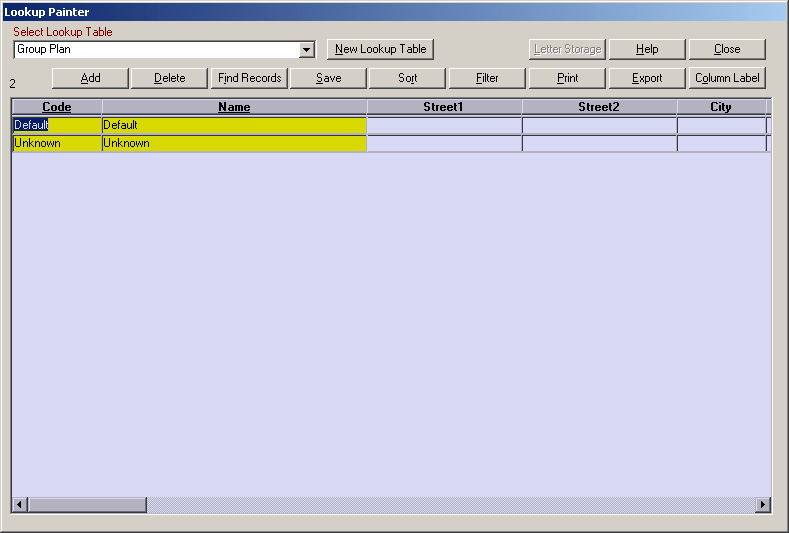 Lookup Painter
Select Lookup Table
Group Plan New Lookup Table Letter Storage Help Close
2 Add Delete Find Records Save Sort Filter Print Export Column Label
Code Name Street1 Street2 City
Default Default
Unknown Unknown